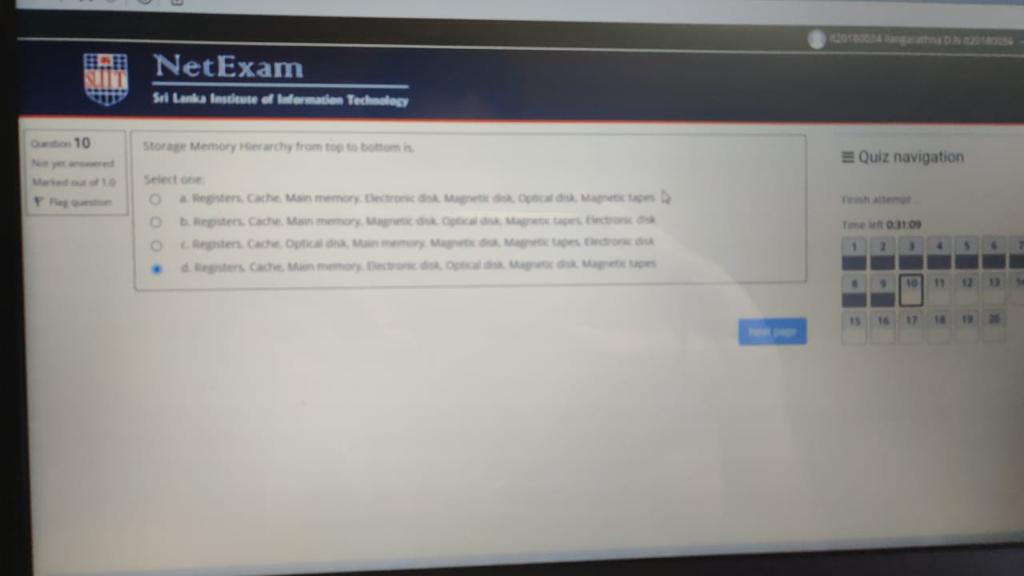 NetExam
Sri Lanka Institute of Information Technology
SLIIT
Question 10
Not yet answered
Marked out of 1.0
Flag question
Storage Memory Hierarchy from top to bottom is,
Select one:
a. Registers, Cache, Main memory, Electronic disk, Magnetic disk, Optical disk, Magnetic tapes
b. Registers, Cache, Main memory, Magnetic disk, Optical disk, Magnetic tapes, Electronic disk
c. Registers, Cache, Optical disk, Main memory, Magnetic disk, Magnetic tapes, Electronic disk
d. Registers, Cache, Main memory, Electronic disk, Optical disk, Magnetic disk, Magnetic tapes
Next page
Quiz navigation
Finish attempt ...
Time left 0:31:09
1 2 3 4 5 6 7
8 9 10 11 12 13 14
15 16 17 18 19 20